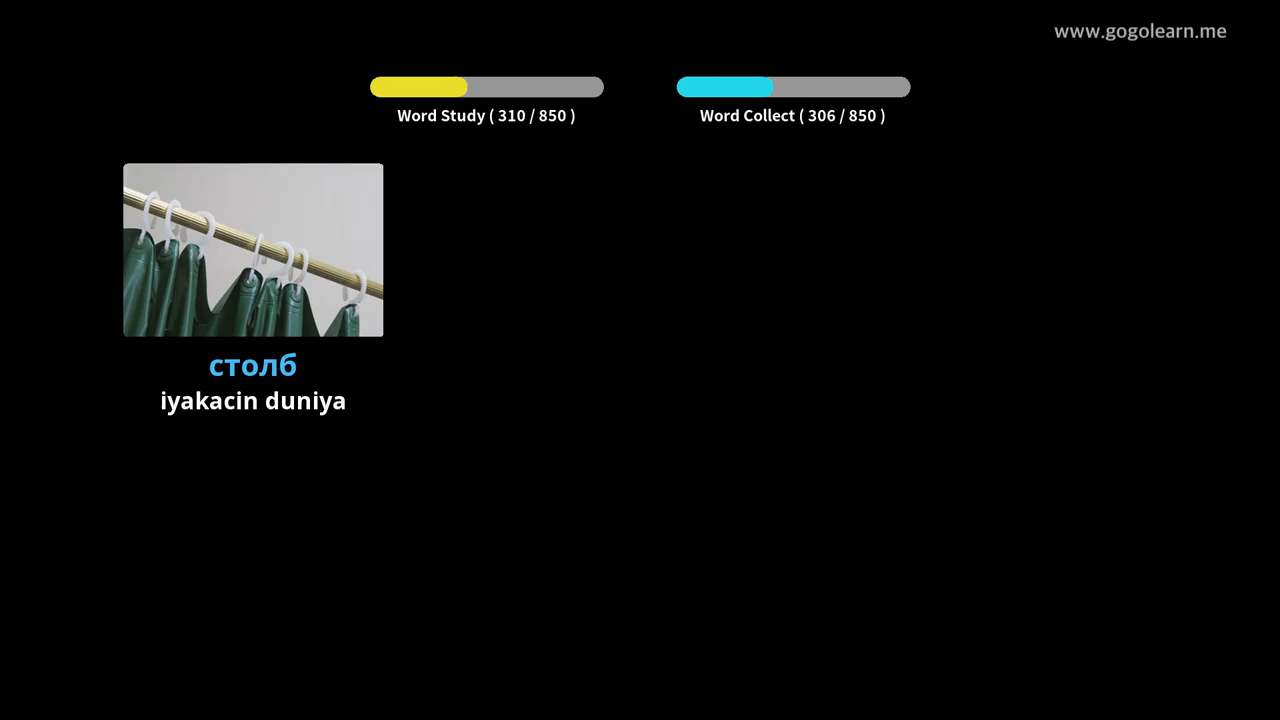 www.gogolearn.me
Word Study ( 310 / 850 )
Word Collect ( 306 / 850 )
столб
iyakacin duniya